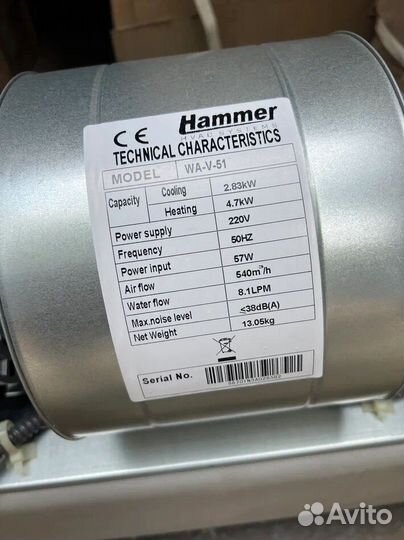 CE Hammer
HVAC SYSTEMS
TECHNICAL CHARACTERISTICS
MODEL WA-V-51
Capacity Cooling 2.83kW
Heating 4.7kW
Power supply 220V
Frequency 50HZ
Power input 57W
Air flow 540m³/h
Water flow 8.1LPM
Max.noise level ≤38dB(A)
Net Weight 13.05kg
Serial No.
Avito